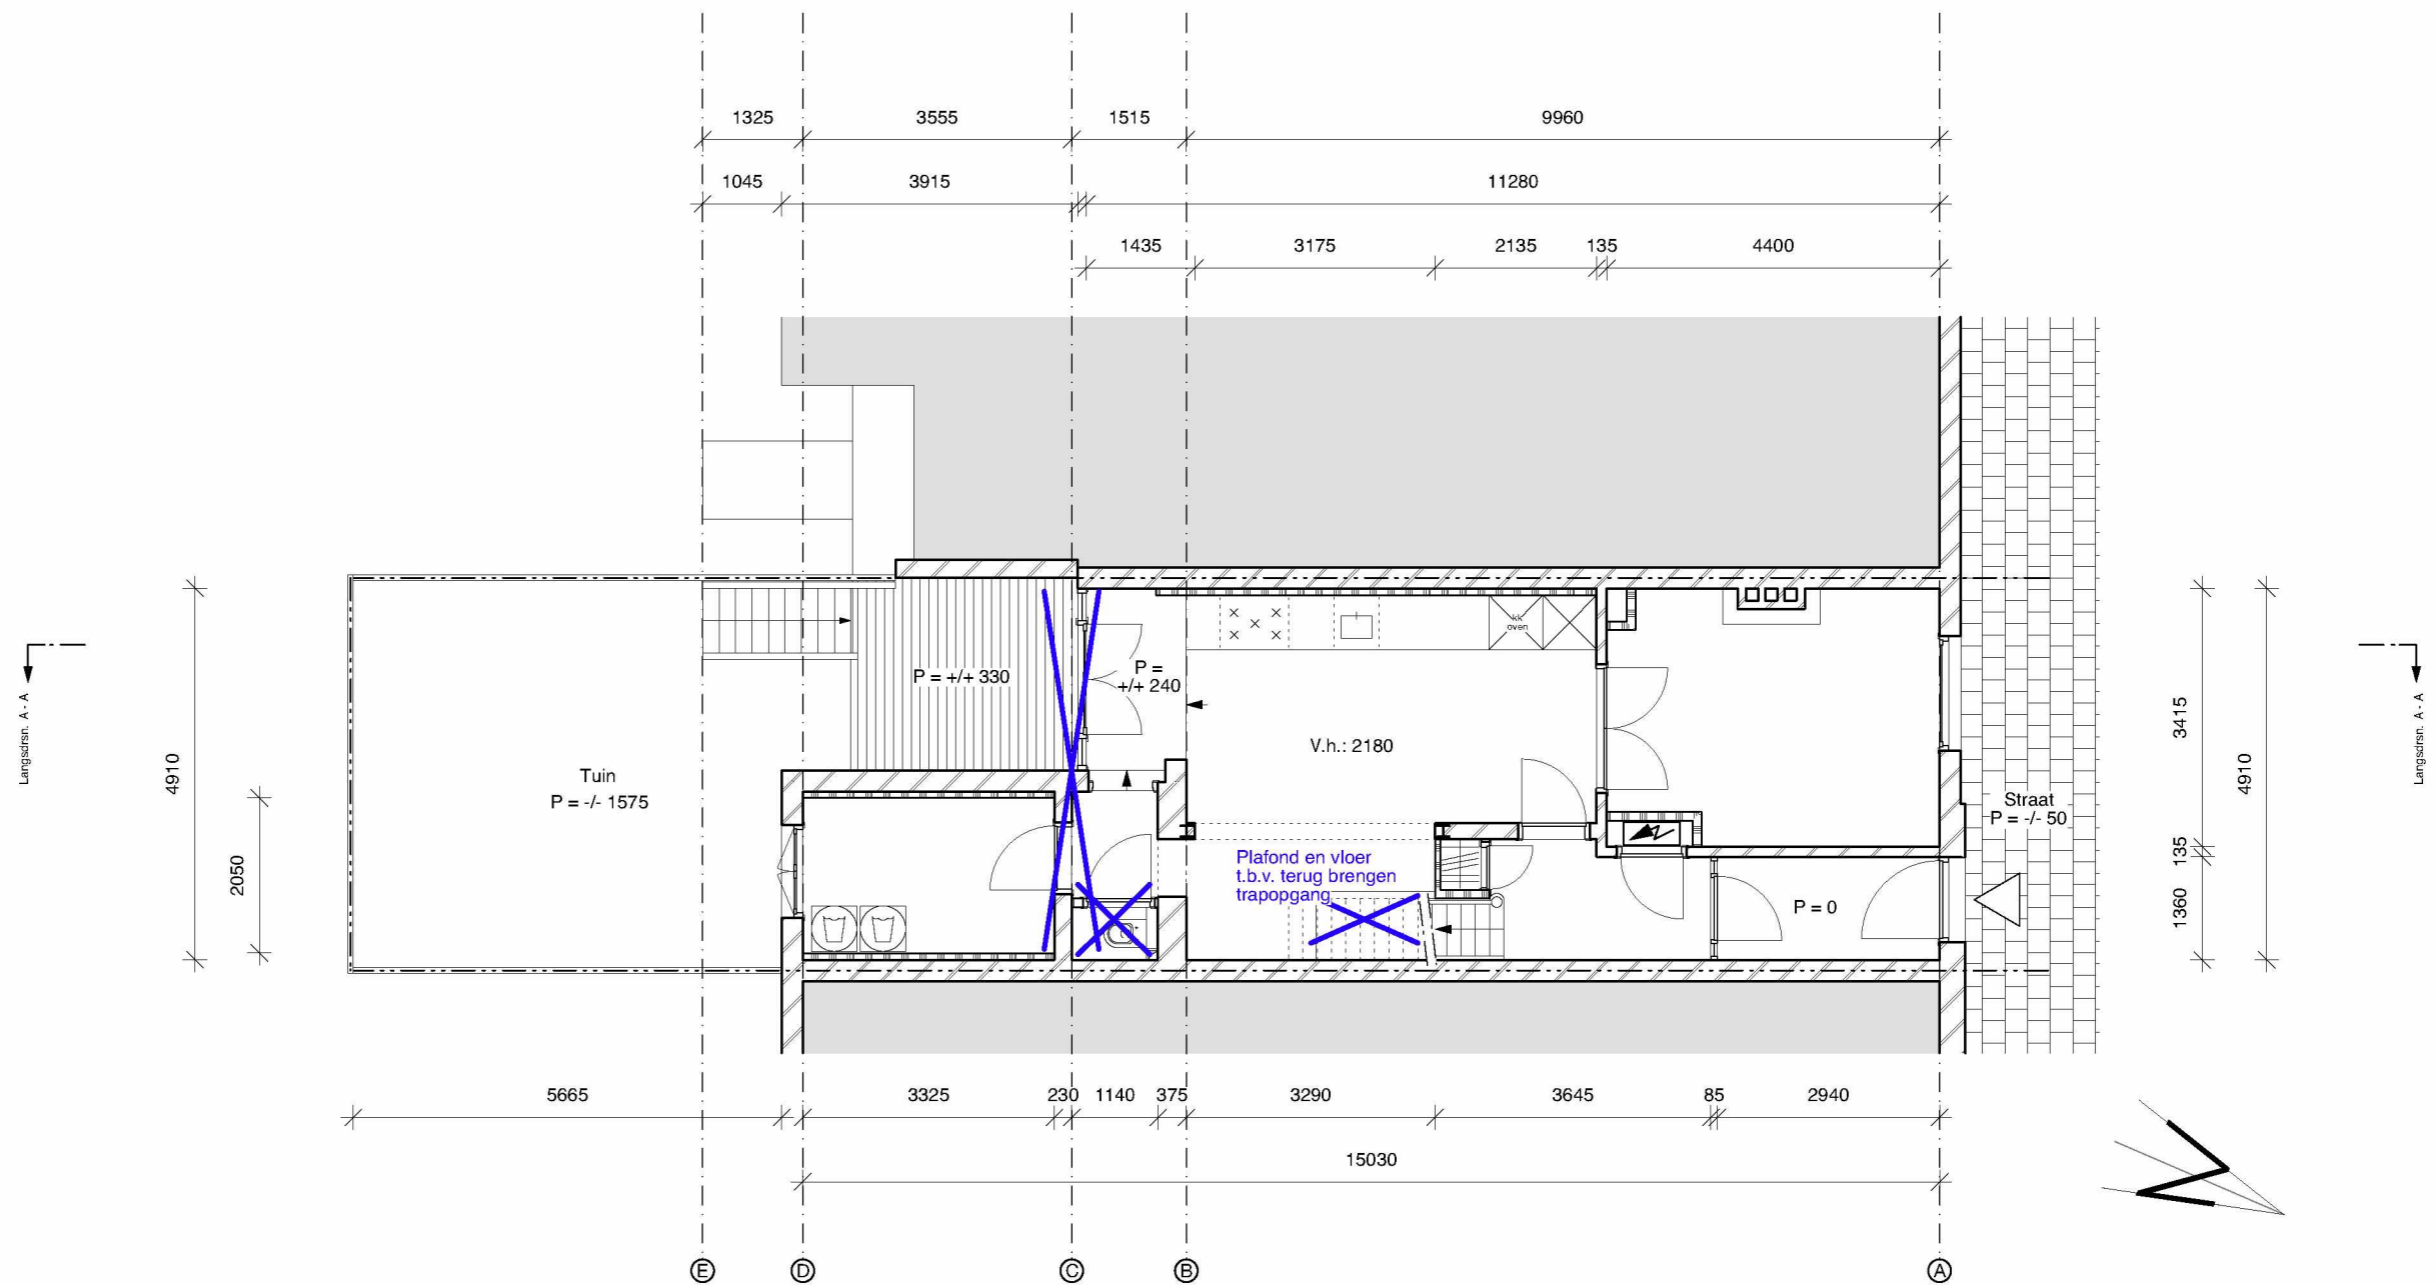 1325 3555 1515 9960
1045 3915 11280
1435 3175 2135 135 4400
kk
oven
P = +/+ 330
P =
+/+ 240
V.h.: 2180
Langsdrsn. A - A
Langsdrsn. A - A
4910
2050
Tuin
P = -/- 1575
Straat
P = -/- 50
3415
4910
135
1360
Plafond en vloer
t.b.v. terug brengen
trapopgang
P = 0
5665 3325 230 1140 375 3290 3645 85 2940
15030
E D C B A